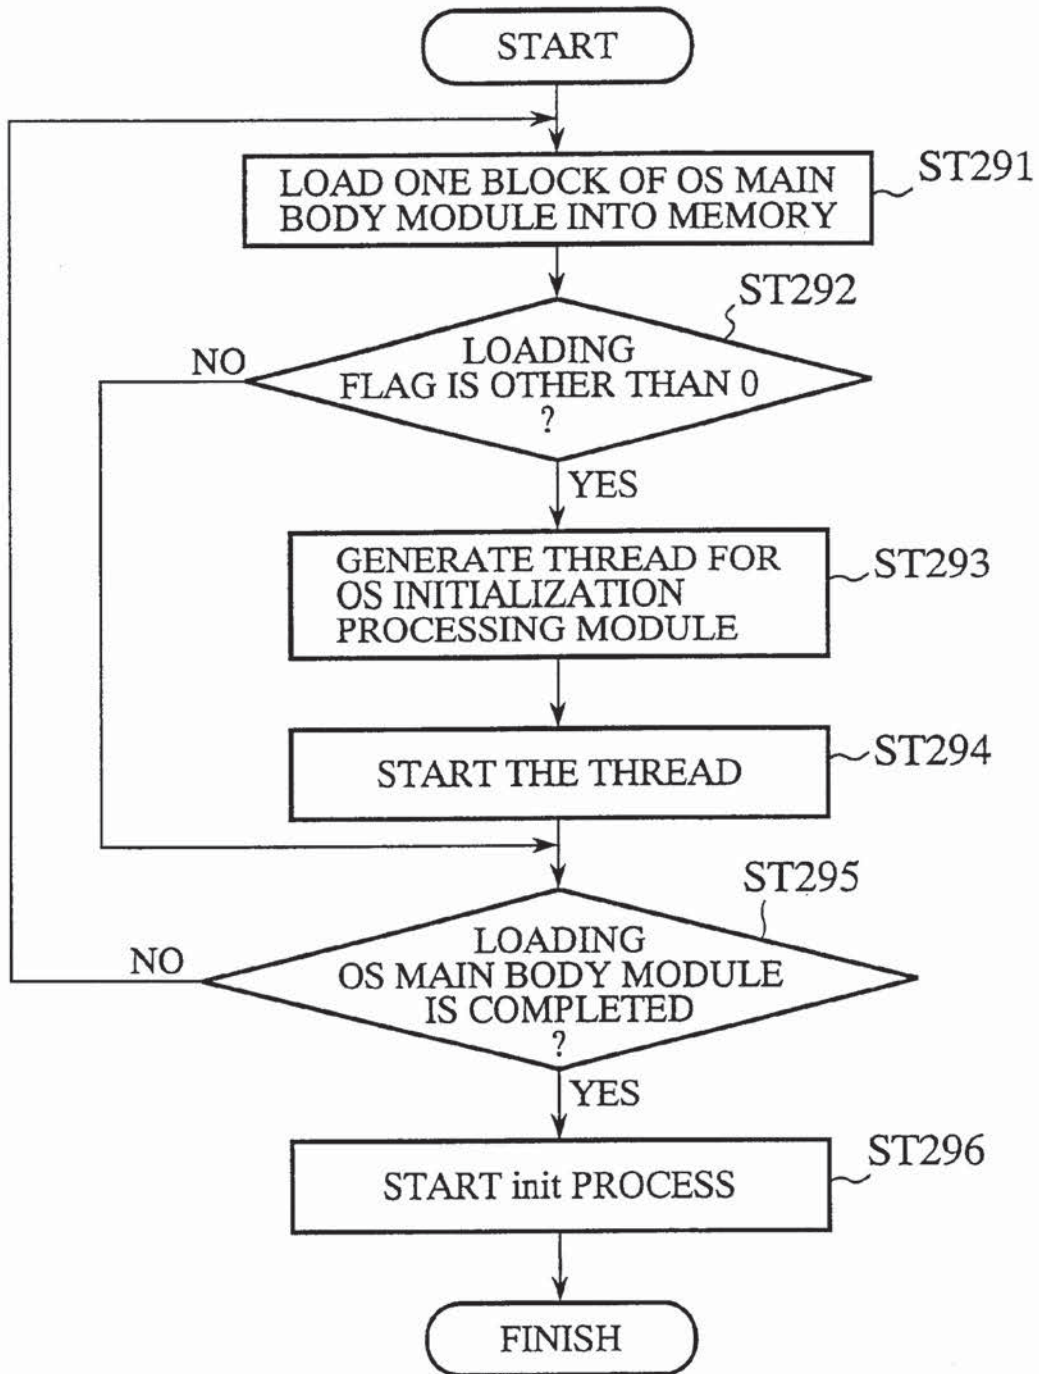 START
LOAD ONE BLOCK OF OS MAIN
BODY MODULE INTO MEMORY
ST291
ST292
LOADING
FLAG IS OTHER THAN 0
?
NO
YES
GENERATE THREAD FOR
OS INITIALIZATION
PROCESSING MODULE
ST293
START THE THREAD
ST294
ST295
LOADING
OS MAIN BODY MODULE
IS COMPLETED
?
NO
YES
START init PROCESS
ST296
FINISH